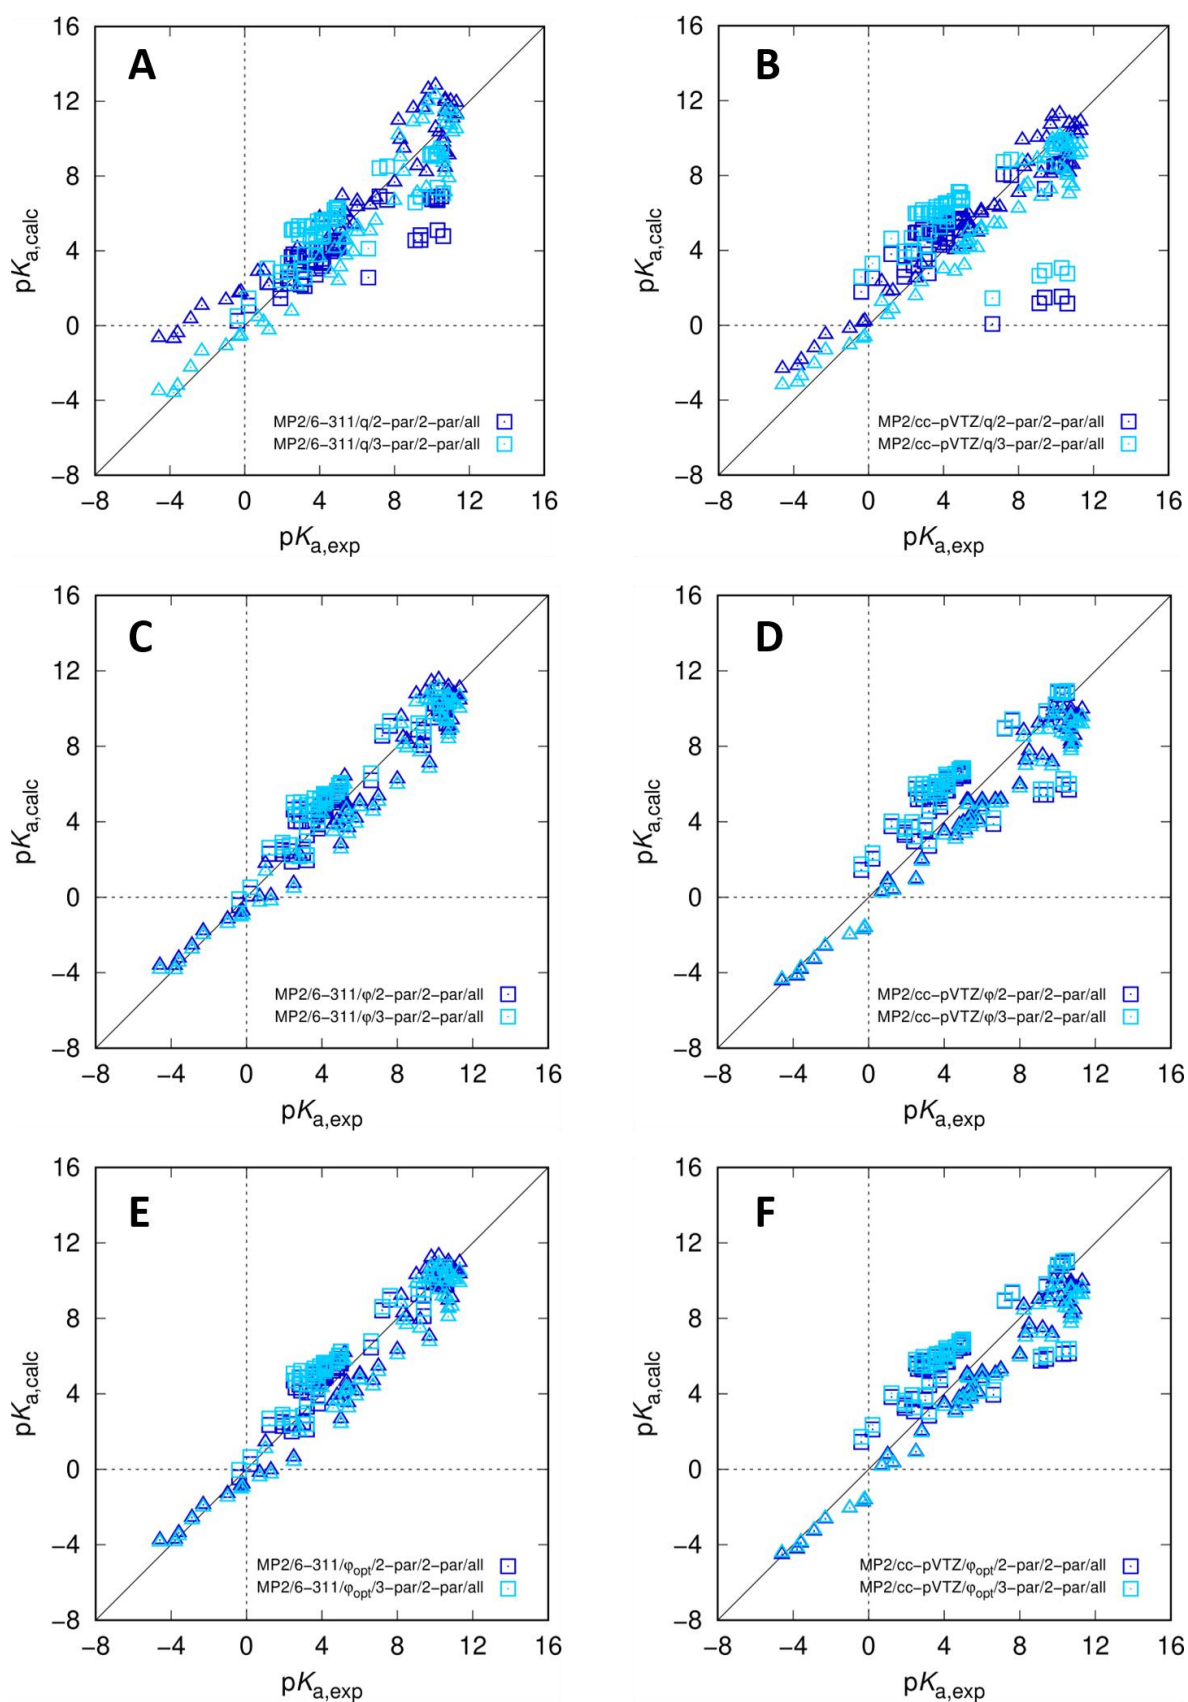 A
16
12
8
4
0
−4
−8
pKa,calc
MP2/6−311/q/2−par/2−par/all
MP2/6−311/q/3−par/2−par/all
−8 −4 0 4 8 12 16
pKa,exp
B
16
12
8
4
0
−4
−8
pKa,calc
MP2/cc−pVTZ/q/2−par/2−par/all
MP2/cc−pVTZ/q/3−par/2−par/all
−8 −4 0 4 8 12 16
pKa,exp
C
16
12
8
4
0
−4
−8
pKa,calc
MP2/6−311/φ/2−par/2−par/all
MP2/6−311/φ/3−par/2−par/all
−8 −4 0 4 8 12 16
pKa,exp
D
16
12
8
4
0
−4
−8
pKa,calc
MP2/cc−pVTZ/φ/2−par/2−par/all
MP2/cc−pVTZ/φ/3−par/2−par/all
−8 −4 0 4 8 12 16
pKa,exp
E
16
12
8
4
0
−4
−8
pKa,calc
MP2/6−311/φopt/2−par/2−par/all
MP2/6−311/φopt/3−par/2−par/all
−8 −4 0 4 8 12 16
pKa,exp
F
16
12
8
4
0
−4
−8
pKa,calc
MP2/cc−pVTZ/φopt/2−par/2−par/all
MP2/cc−pVTZ/φopt/3−par/2−par/all
−8 −4 0 4 8 12 16
pKa,exp